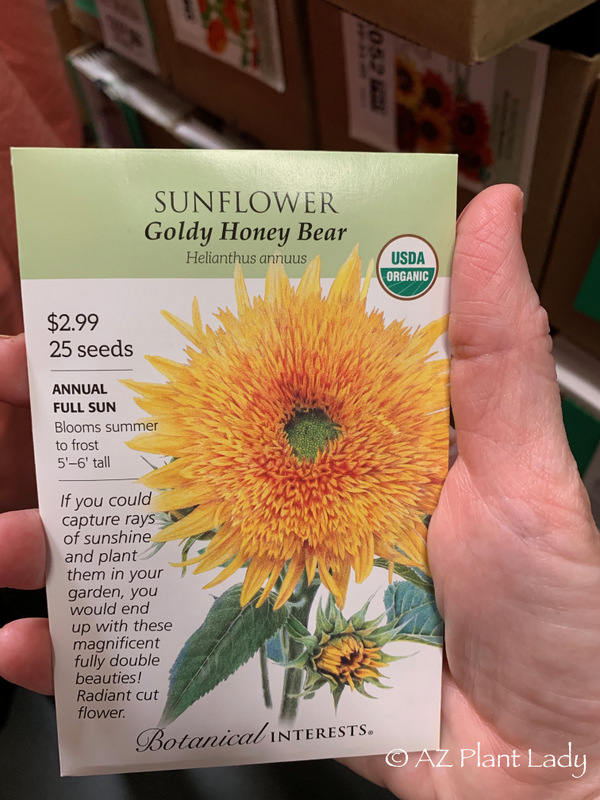 SUNFLOWER
Goldy Honey Bear
Helianthus annuus
USDA
ORGANIC
$2.99
25 seeds
ANNUAL
FULL SUN
Blooms summer
to frost
5'–6' tall
If you could
capture rays
of sunshine
and plant
them in your
garden, you
would end
up with these
magnificent
fully double
beauties!
Radiant cut
flower.
Botanical INTERESTS®
© AZ Plant Lady